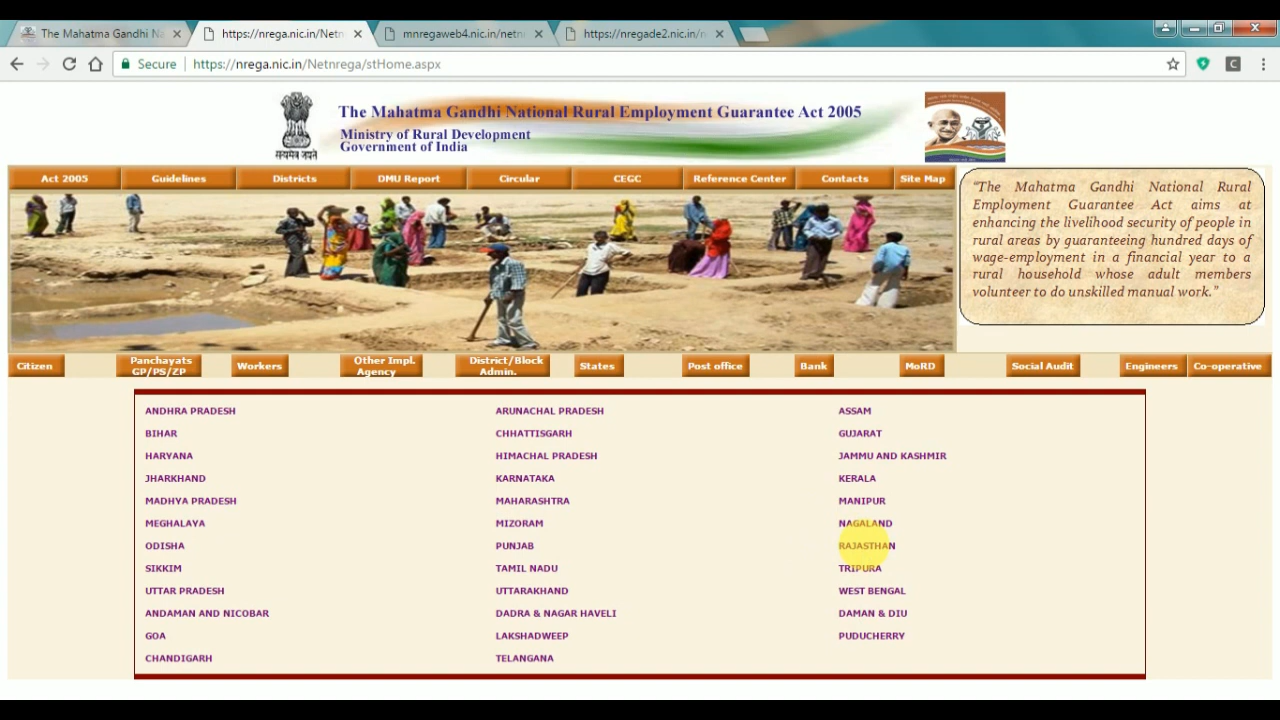 The Mahatma Gandhi Na
https://nrega.nic.in/Netn
mnregaweb4.nic.in/netn
https://nregade2.nic.in/n
Secure | https://nrega.nic.in/Netnrega/stHome.aspx
The Mahatma Gandhi National Rural Employment Guarantee Act 2005
Ministry of Rural Development
Government of India
सत्यमेव जयते
Act 2005 Guidelines Districts DMU Report Circular CEGC Reference Center Contacts Site Map
“The Mahatma Gandhi National Rural
Employment Guarantee Act aims at
enhancing the livelihood security of people in
rural areas by guaranteeing hundred days of
wage-employment in a financial year to a
rural household whose adult members
volunteer to do unskilled manual work.”
Citizen Panchayats GP/PS/ZP Workers Other Impl. Agency District/Block Admin. States Post office Bank MoRD Social Audit Engineers Co-operative
ANDHRA PRADESH ARUNACHAL PRADESH ASSAM
BIHAR CHHATTISGARH GUJARAT
HARYANA HIMACHAL PRADESH JAMMU AND KASHMIR
JHARKHAND KARNATAKA KERALA
MADHYA PRADESH MAHARASHTRA MANIPUR
MEGHALAYA MIZORAM NAGALAND
ODISHA PUNJAB RAJASTHAN
SIKKIM TAMIL NADU TRIPURA
UTTAR PRADESH UTTARAKHAND WEST BENGAL
ANDAMAN AND NICOBAR DADRA & NAGAR HAVELI DAMAN & DIU
GOA LAKSHADWEEP PUDUCHERRY
CHANDIGARH TELANGANA